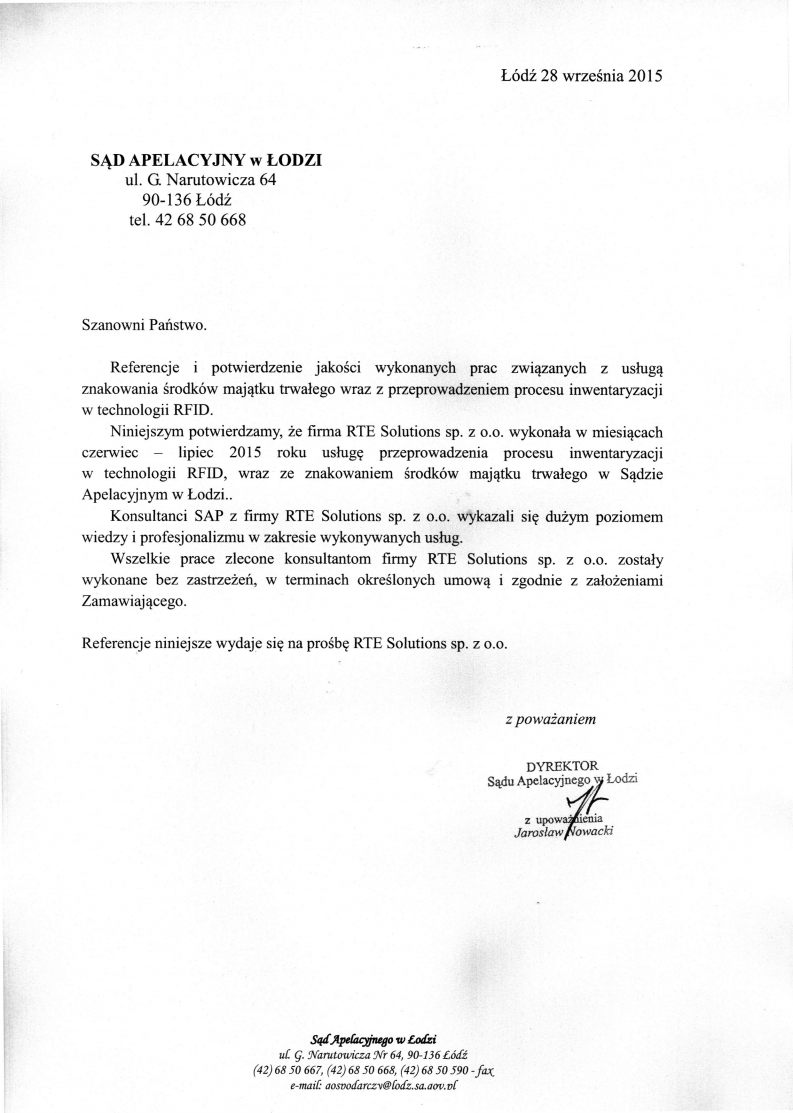 Łódź 28 września 2015
SĄD APELACYJNY w ŁODZI
ul. G. Narutowicza 64
90-136 Łódź
tel. 42 68 50 668
Szanowni Państwo.
Referencje i potwierdzenie jakości wykonanych prac związanych z usługą
znakowania środków majątku trwałego wraz z przeprowadzeniem procesu inwentaryzacji
w technologii RFID.
Niniejszym potwierdzamy, że firma RTE Solutions sp. z o.o. wykonała w miesiącach
czerwiec – lipiec 2015 roku usługę przeprowadzenia procesu inwentaryzacji
w technologii RFID, wraz ze znakowaniem środków majątku trwałego w Sądzie
Apelacyjnym w Łodzi..
Konsultanci SAP z firmy RTE Solutions sp. z o.o. wykazali się dużym poziomem
wiedzy i profesjonalizmu w zakresie wykonywanych usług.
Wszelkie prace zlecone konsultantom firmy RTE Solutions sp. z o.o. zostały
wykonane bez zastrzeżeń, w terminach określonych umową i zgodnie z założeniami
Zamawiającego.
Referencje niniejsze wydaje się na prośbę RTE Solutions sp. z o.o.
z poważaniem
DYREKTOR
Sądu Apelacyjnego w Łodzi
z upoważnienia
Jarosław Nowacki
Sąd Apelacyjnego w Łodzi
ul. G. Narutowicza Nr 64, 90-136 Łódź
(42) 68 50 667, (42) 68 50 668, (42) 68 50 590 - fax
e-mail: gospodarczy@lodz.sa.gov.pl